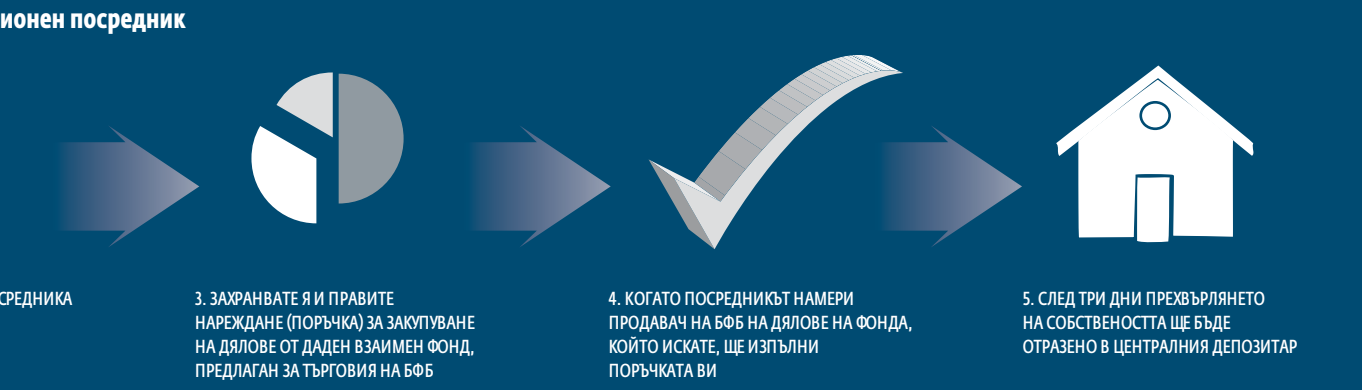 ионен посредник
СРЕДНИКА
3. ЗАХРАНВАТЕ Я И ПРАВИТЕ
НАРЕЖДАНЕ (ПОРЪЧКА) ЗА ЗАКУПУВАНЕ
НА ДЯЛОВЕ ОТ ДАДЕН ВЗАИМЕН ФОНД,
ПРЕДЛАГАН ЗА ТЪРГОВИЯ НА БФБ
4. КОГАТО ПОСРЕДНИКЪТ НАМЕРИ
ПРОДАВАЧ НА БФБ НА ДЯЛОВЕ НА ФОНДА,
КОЙТО ИСКАТЕ, ЩЕ ИЗПЪЛНИ
ПОРЪЧКАТА ВИ
5. СЛЕД ТРИ ДНИ ПРЕХВЪРЛЯНЕТО
НА СОБСТВЕНОСТТА ЩЕ БЪДЕ
ОТРАЗЕНО В ЦЕНТРАЛНИЯ ДЕПОЗИТАР